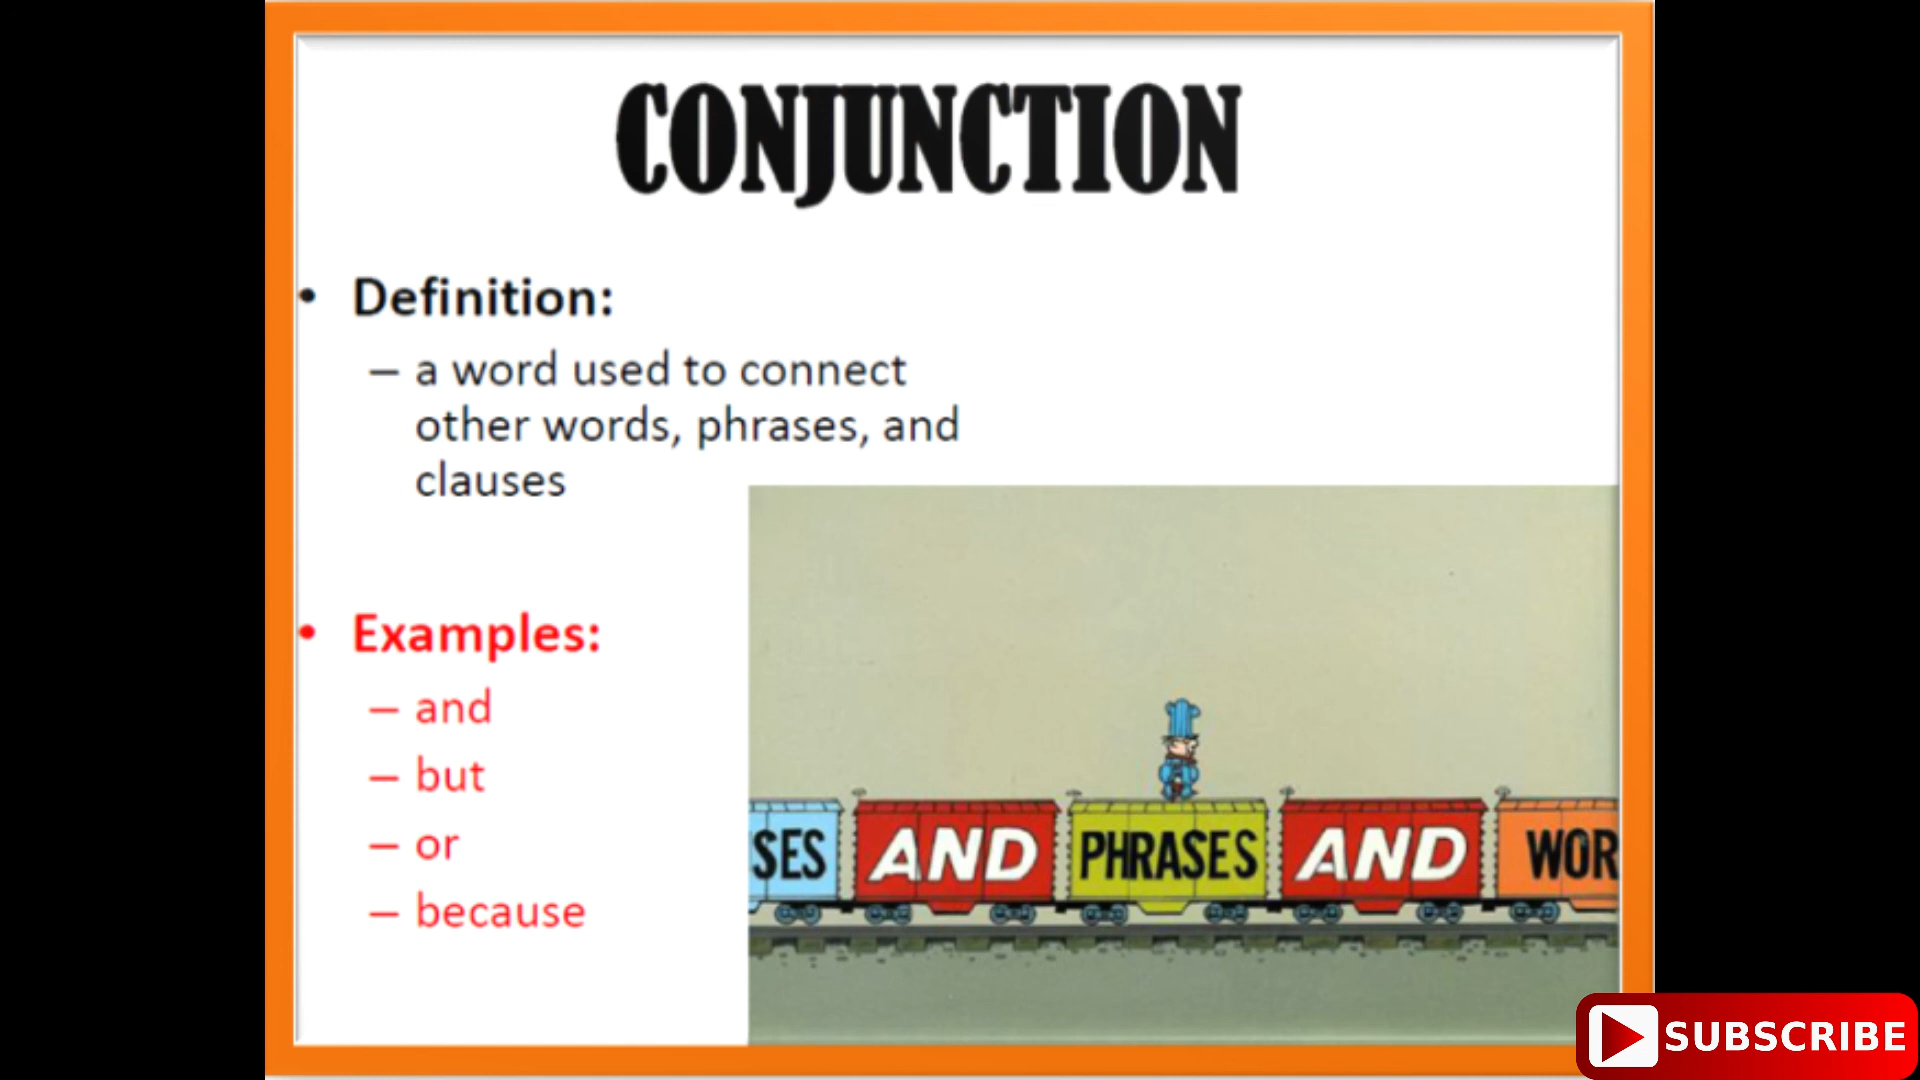 CONJUNCTION
• Definition:
– a word used to connect
other words, phrases, and
clauses
• Examples:
– and
– but
– or
– because
SES AND PHRASES AND WOR
SUBSCRIBE